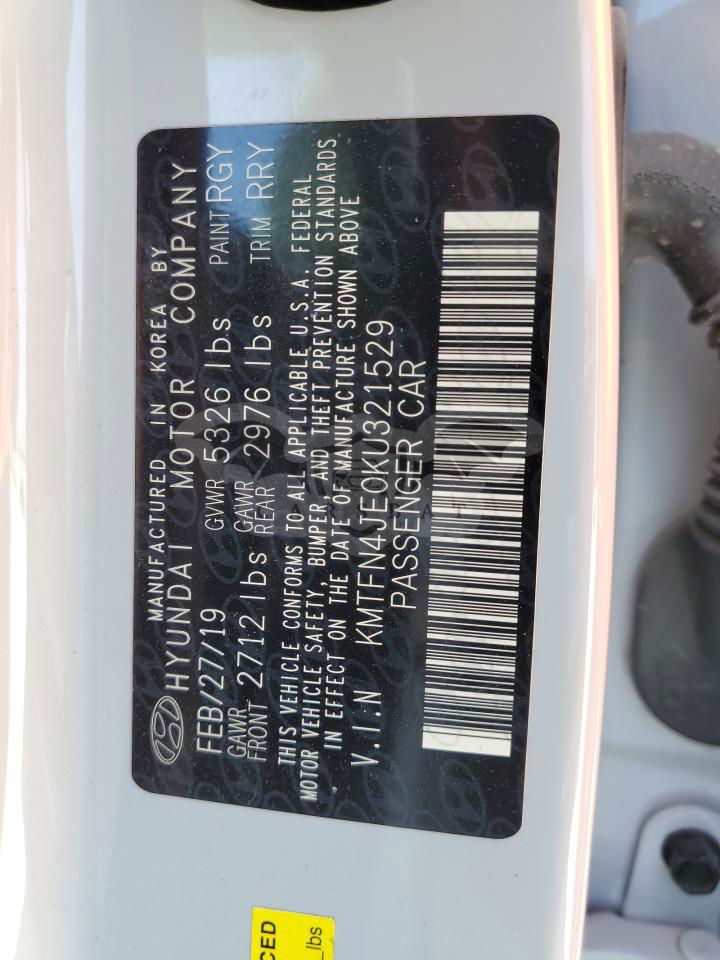 MANUFACTURED IN KOREA BY
HYUNDAI MOTOR COMPANY
FEB/27/19 GVWR 5326 lbs PAINT RGY
GAWR FRONT 2712 lbs GAWR REAR 2976 lbs TRIM RRY
THIS VEHICLE CONFORMS TO ALL APPLICABLE U.S.A. FEDERAL
MOTOR VEHICLE SAFETY, BUMPER, AND THEFT PREVENTION STANDARDS
IN EFFECT ON THE DATE OF MANUFACTURE SHOWN ABOVE
V.I.N KMTFN4JE0KU321529
PASSENGER CAR
CED
lbs